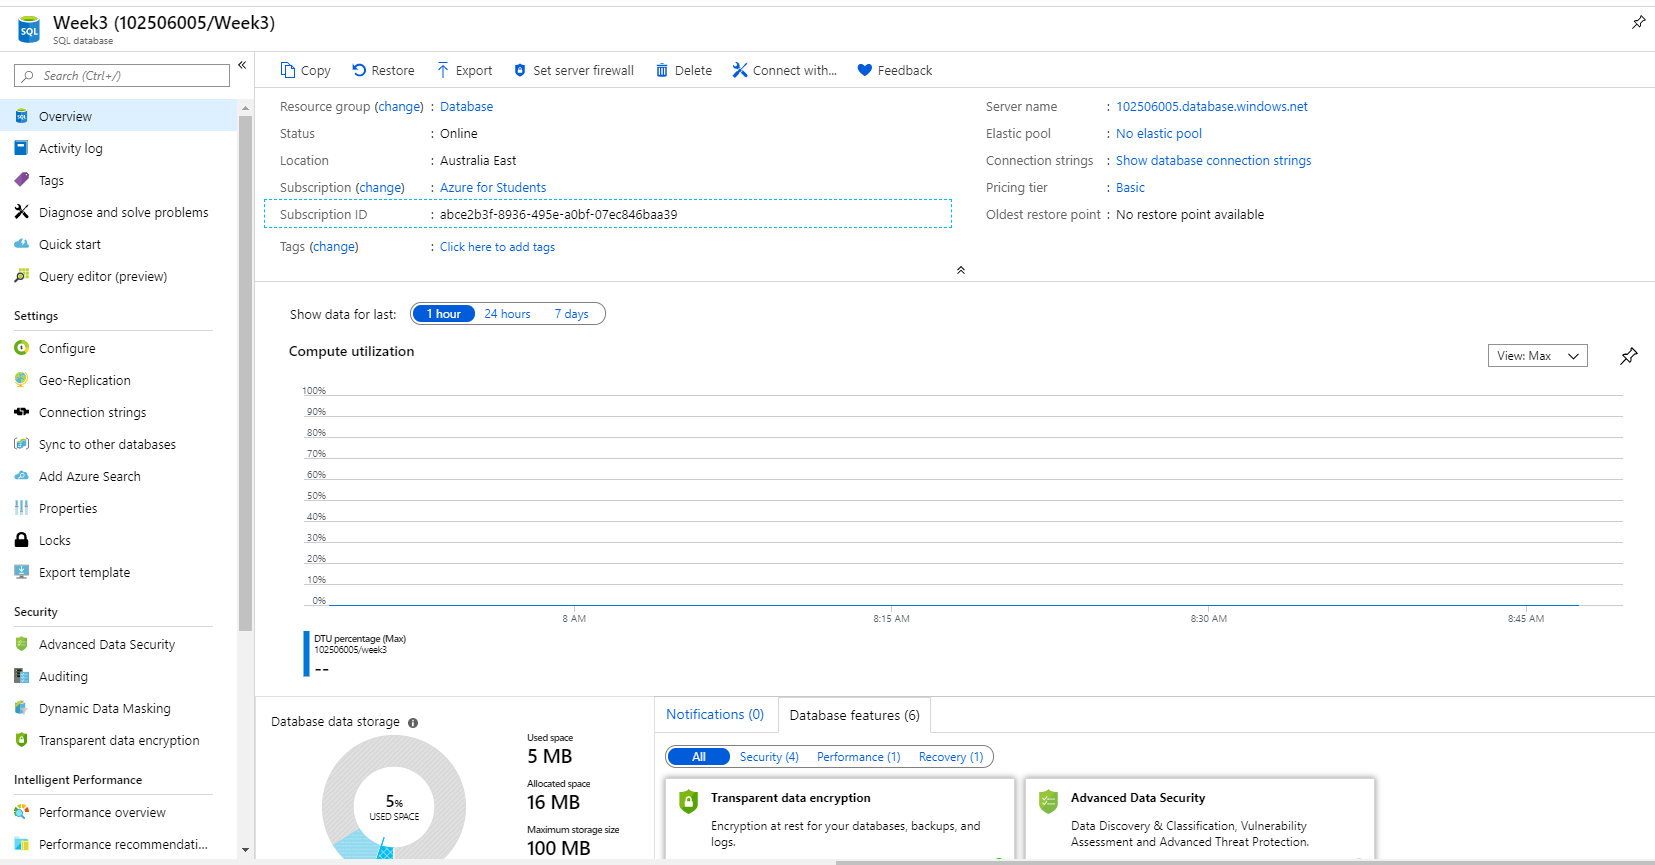 Week3 (102506005/Week3)
SQL database
Search (Ctrl+/)
Overview
Activity log
Tags
Diagnose and solve problems
Quick start
Query editor (preview)
Settings
Configure
Geo-Replication
Connection strings
Sync to other databases
Add Azure Search
Properties
Locks
Export template
Security
Advanced Data Security
Auditing
Dynamic Data Masking
Transparent data encryption
Intelligent Performance
Performance overview
Performance recommendati...
Copy Restore Export Set server firewall Delete Connect with... Feedback
Resource group (change) : Database
Status : Online
Location : Australia East
Subscription (change) : Azure for Students
Subscription ID : abce2b3f-8936-495e-a0bf-07ec846baa39
Tags (change) : Click here to add tags
Server name : 102506005.database.windows.net
Elastic pool : No elastic pool
Connection strings : Show database connection strings
Pricing tier : Basic
Oldest restore point : No restore point available
Show data for last: 1 hour 24 hours 7 days
Compute utilization
View: Max
100%
90%
80%
70%
60%
50%
40%
30%
20%
10%
0%
8 AM 8:15 AM 8:30 AM 8:45 AM
DTU percentage (Max)
102506005/week3
--
Database data storage
5%
USED SPACE
Used space
5 MB
Allocated space
16 MB
Maximum storage size
100 MB
Notifications (0) Database features (6)
All Security (4) Performance (1) Recovery (1)
Transparent data encryption
Encryption at rest for your databases, backups, and
logs.
Advanced Data Security
Data Discovery & Classification, Vulnerability
Assessment and Advanced Threat Protection.
SQL